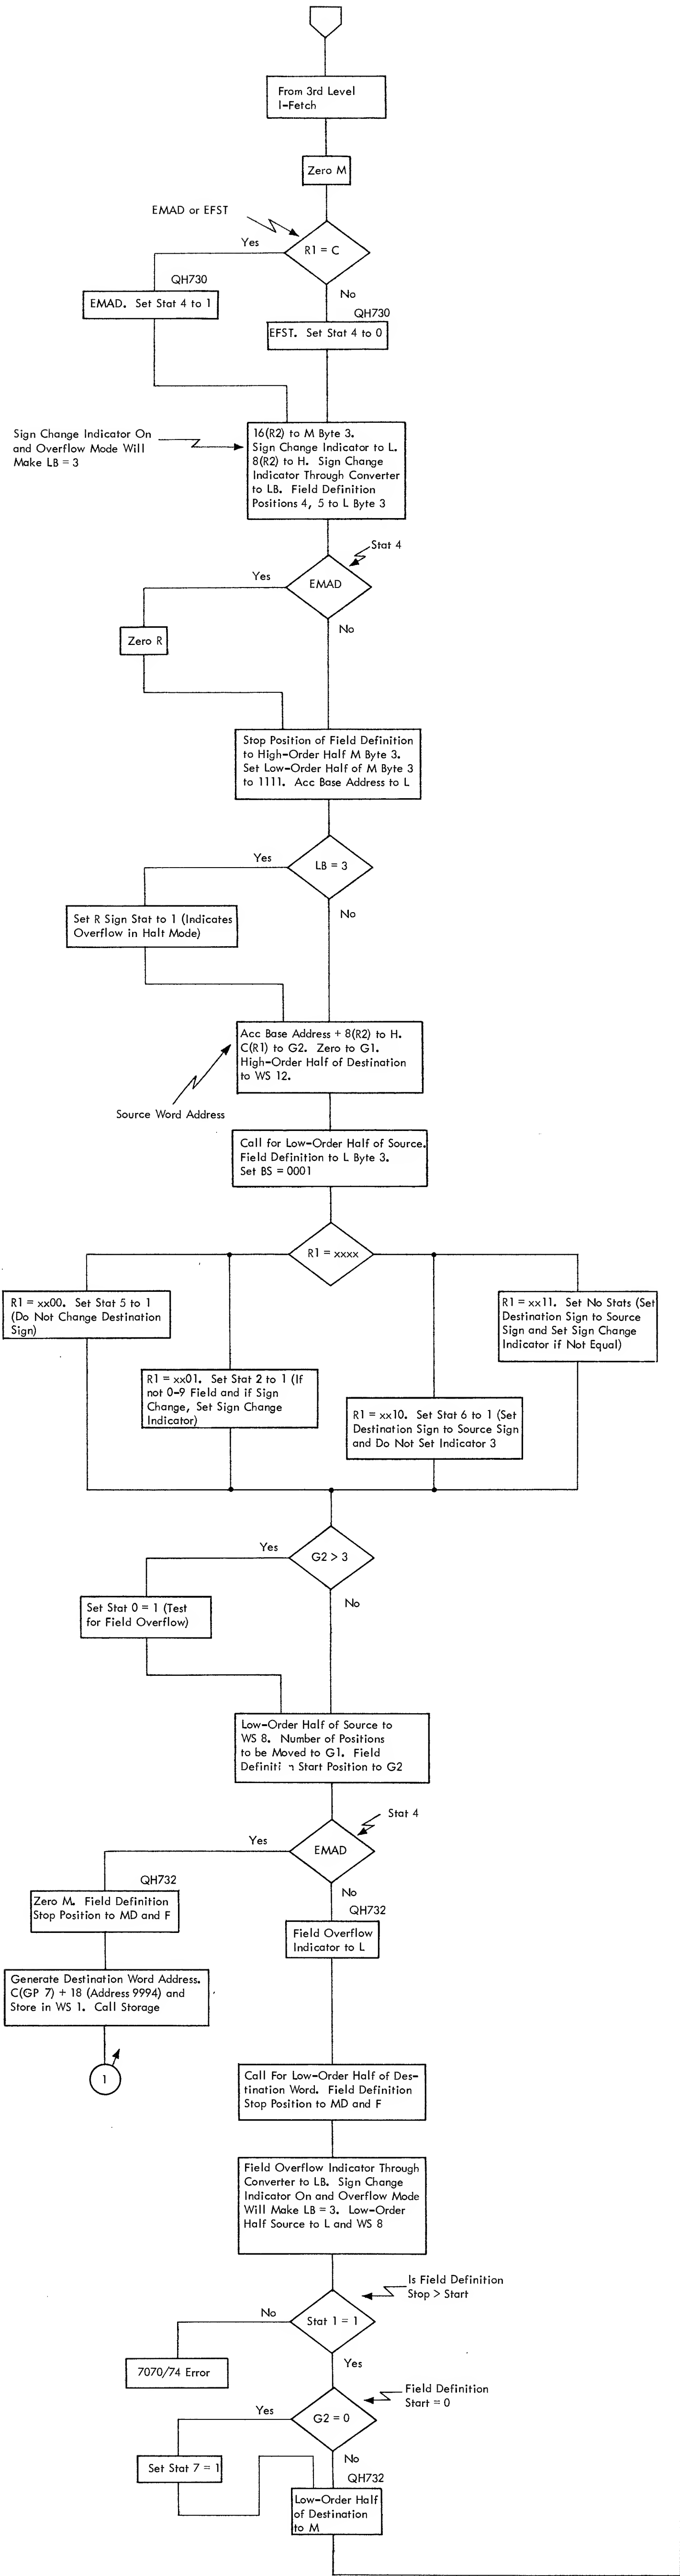 From 3rd Level
I-Fetch
Zero M
EMAD or EFST
R1 = C
Yes
No
QH730
EMAD. Set Stat 4 to 1
QH730
EFST. Set Stat 4 to 0
Sign Change Indicator On
and Overflow Mode Will
Make LB = 3
16(R2) to M Byte 3.
Sign Change Indicator to L.
8(R2) to H. Sign Change
Indicator Through Converter
to LB. Field Definition
Positions 4, 5 to L Byte 3
Stat 4
Yes
EMAD
No
Zero R
Stop Position of Field Definition
to High-Order Half M Byte 3.
Set Low-Order Half of M Byte 3
to 1111. Acc Base Address to L
Yes
LB = 3
No
Set R Sign Stat to 1 (Indicates
Overflow in Halt Mode)
Acc Base Address + 8(R2) to H.
C(R1) to G2. Zero to G1.
High-Order Half of Destination
to WS 12.
Source Word Address
Call for Low-Order Half of Source.
Field Definition to L Byte 3.
Set BS = 0001
R1 = xxxx
R1 = xx00. Set Stat 5 to 1
(Do Not Change Destination
Sign)
R1 = xx11. Set No Stats (Set
Destination Sign to Source
Sign and Set Sign Change
Indicator if Not Equal)
R1 = xx01. Set Stat 2 to 1 (If
not 0-9 Field and if Sign
Change, Set Sign Change
Indicator)
R1 = xx10. Set Stat 6 to 1 (Set
Destination Sign to Source Sign
and Do Not Set Indicator 3
Yes
G2 > 3
No
Set Stat 0 = 1 (Test
for Field Overflow)
Low-Order Half of Source to
WS 8. Number of Positions
to be Moved to G1. Field
Start Position to G2
Stat 4
Yes
EMAD
No
QH732
Zero M. Field Definition
Stop Position to MD and F
QH732
Field Overflow
Indicator to L
Generate Destination Word Address.
C(GP 7) + 18 (Address 9994) and
Store in WS 1. Call Storage
1
Call For Low-Order Half of Des-
tination Word. Field Definition
Stop Position to MD and F
Field Overflow Indicator Through
Converter to LB. Sign Change
Indicator On and Overflow Mode
Will Make LB = 3. Low-Order
Half Source to L and WS 8
Is Field Definition
Stop > Start
No
Stat 1 = 1
Yes
7070/74 Error
Field Definition
Start = 0
Yes
G2 = 0
No
Set Stat 7 = 1
QH732
Low-Order Half
of Destination
to M